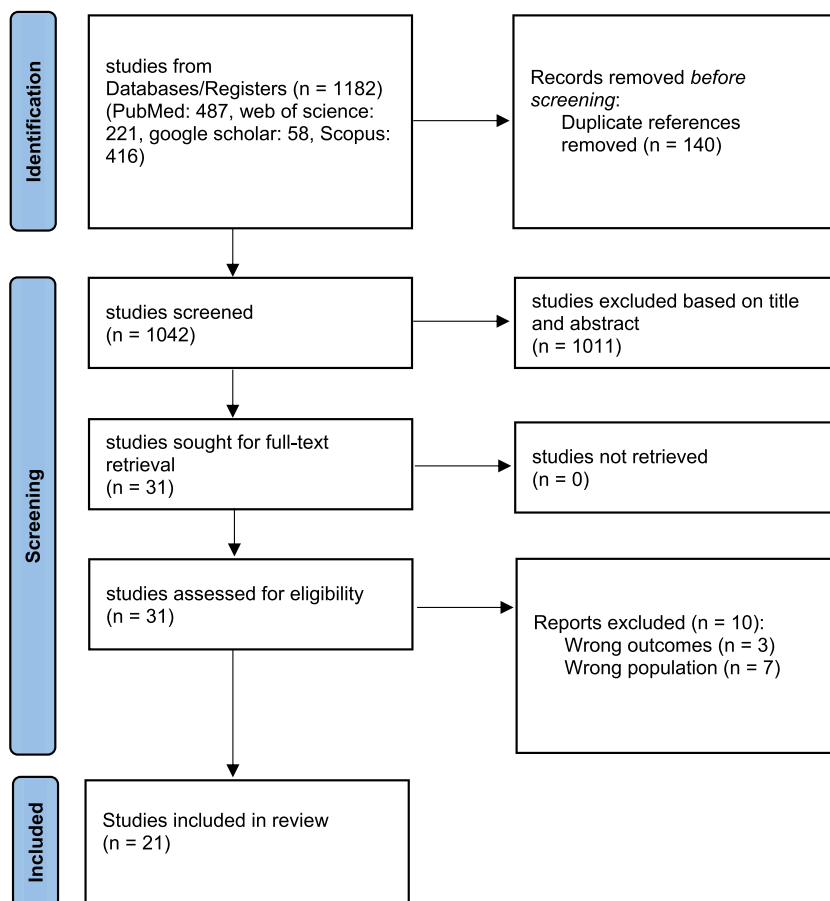 Identification
studies from
Databases/Registers (n = 1182)
(PubMed: 487, web of science:
221, google scholar: 58, Scopus:
416)
Records removed before
screening:
Duplicate references
removed (n = 140)
Screening
studies screened
(n = 1042)
studies excluded based on title
and abstract
(n = 1011)
studies sought for full-text
retrieval
(n = 31)
studies not retrieved
(n = 0)
studies assessed for eligibility
(n = 31)
Reports excluded (n = 10):
Wrong outcomes (n = 3)
Wrong population (n = 7)
Included
Studies included in review
(n = 21)